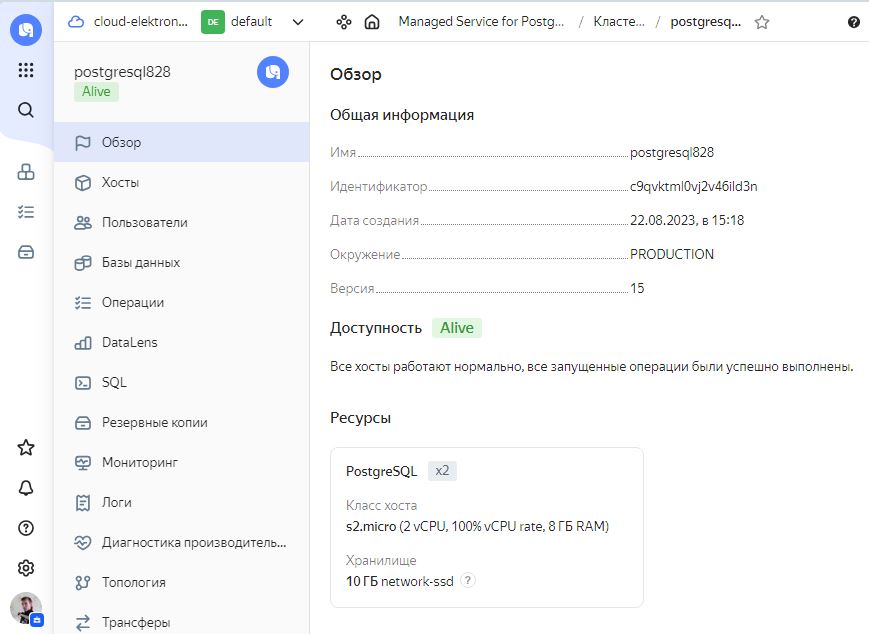 cloud-elektron... DE default Managed Service for Postg... / Класте... / postgresq...
postgresql828
Alive
Обзор
Хосты
Пользователи
Базы данных
Операции
DataLens
SQL
Резервные копии
Мониторинг
Логи
Диагностика производитель...
Топология
Трансферы
Обзор
Общая информация
Имя postgresql828
Идентификатор c9qvktml0vj2v46ild3n
Дата создания 22.08.2023, в 15:18
Окружение PRODUCTION
Версия 15
Доступность Alive
Все хосты работают нормально, все запущенные операции были успешно выполнены.
Ресурсы
PostgreSQL x2
Класс хоста
s2.micro (2 vCPU, 100% vCPU rate, 8 ГБ RAM)
Хранилище
10 ГБ network-ssd ?